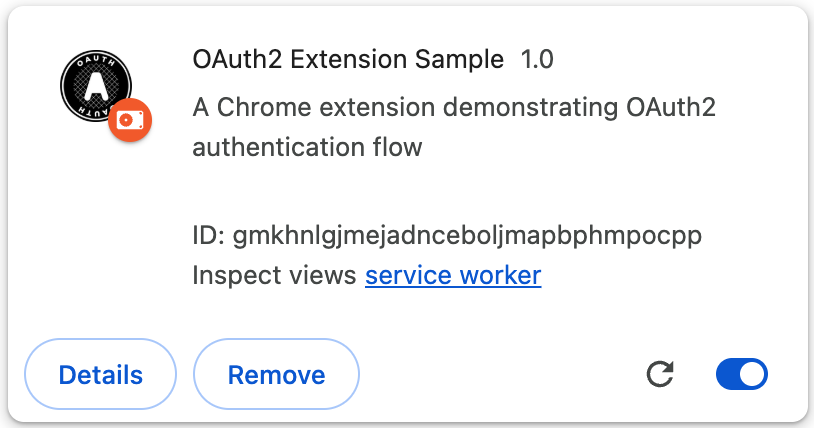 OAUTH
A
OAUTH
OAuth2 Extension Sample 1.0
A Chrome extension demonstrating OAuth2
authentication flow
ID: gmkhnlgjmejadnceboljmapbphmpocpp
Inspect views service worker
Details
Remove